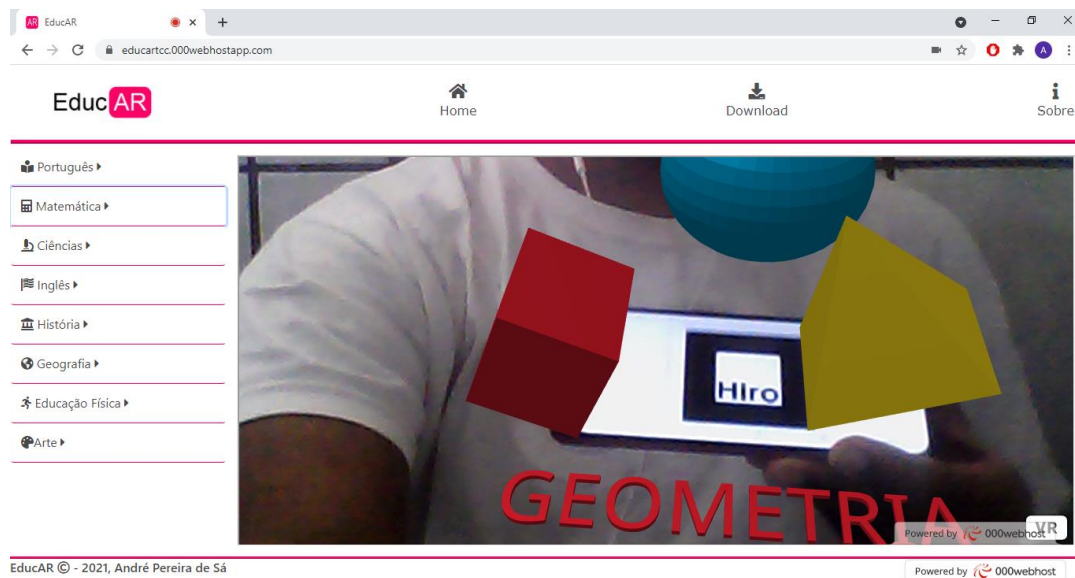 AR EducAR
educartcc.000webhostapp.com
A
EducAR
Home
Download
Sobre
Português
Matemática
Ciências
Inglês
História
Geografia
Educação Física
Arte
Hiro
GEOMETRIA
VR
Powered by 000webhost
EducAR © - 2021, André Pereira de Sá
Powered by 000webhost